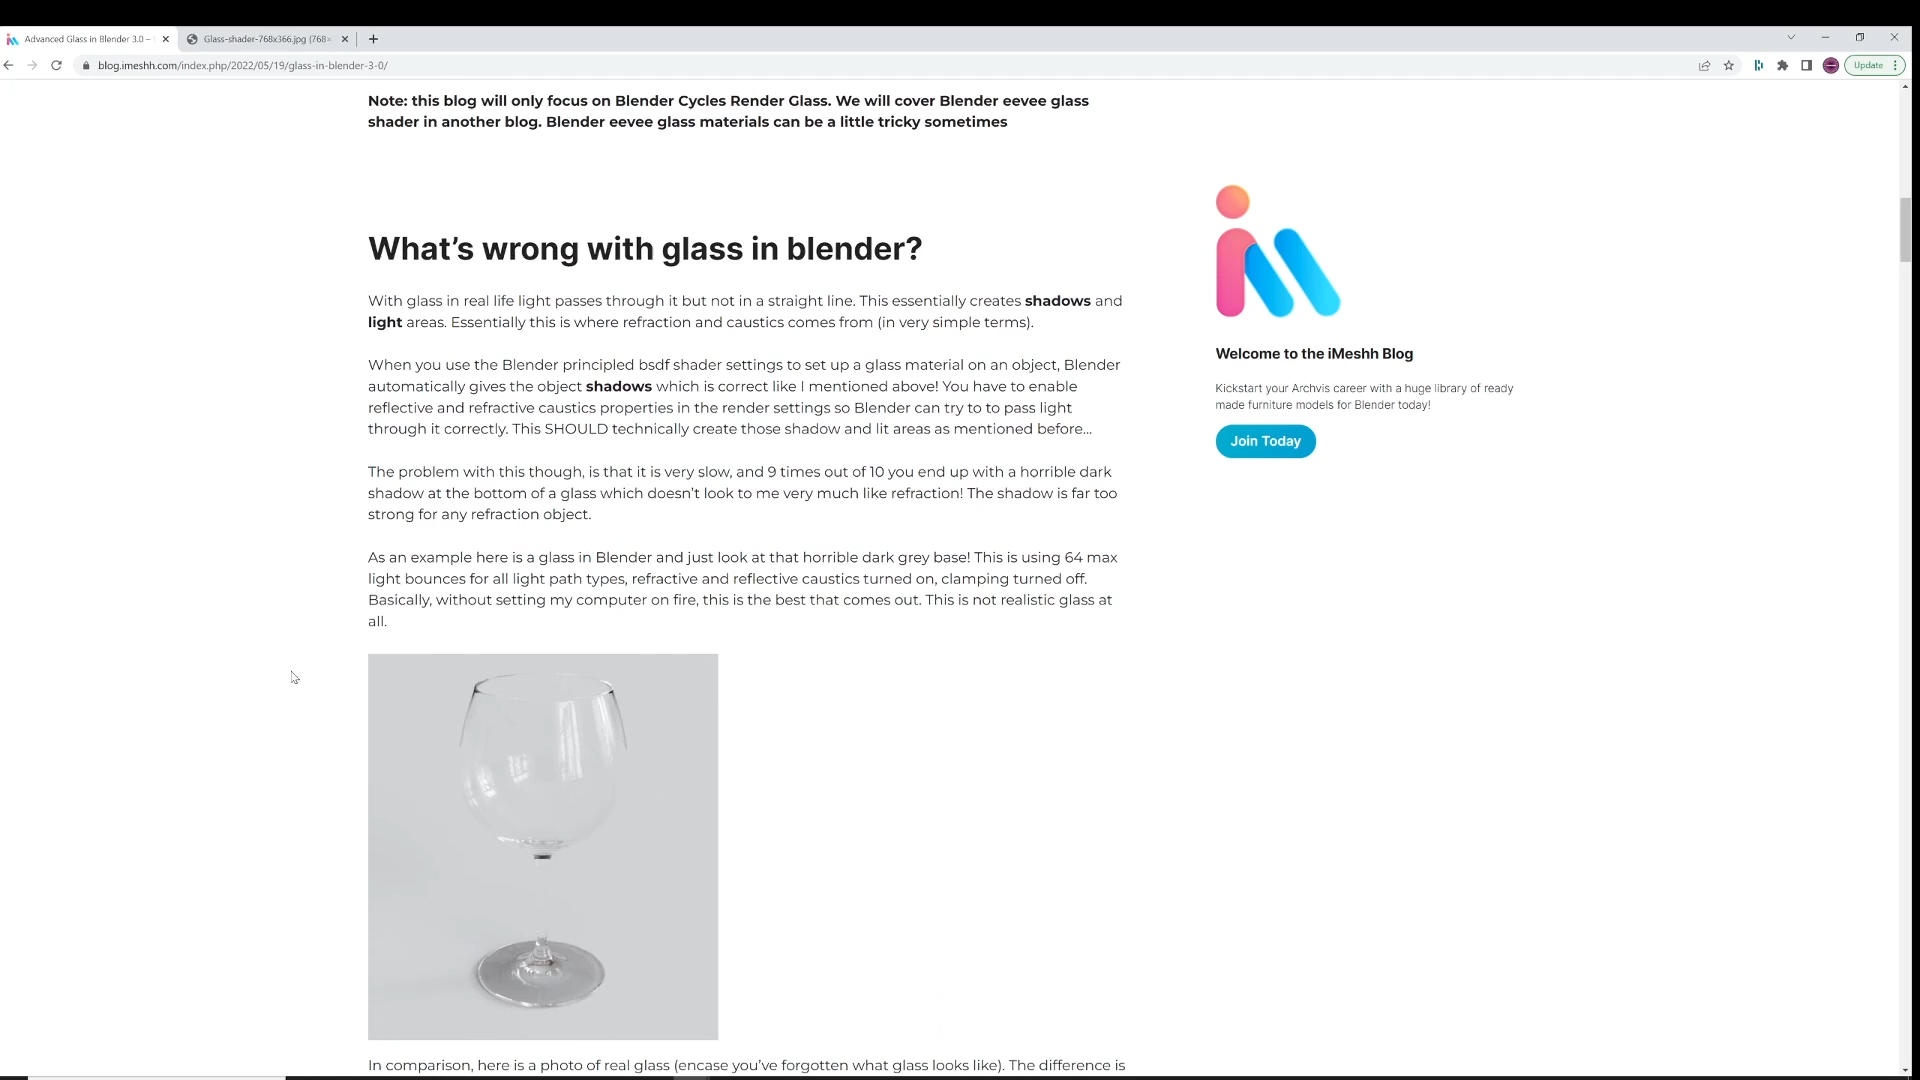 Advanced Glass in Blender 3.0 –
Glass-shader-768x366.jpg (768×
blog.imeshh.com/index.php/2022/05/19/glass-in-blender-3-0/
Update
Note: this blog will only focus on Blender Cycles Render Glass. We will cover Blender eevee glass
shader in another blog. Blender eevee glass materials can be a little tricky sometimes
What’s wrong with glass in blender?
With glass in real life light passes through it but not in a straight line. This essentially creates shadows and
light areas. Essentially this is where refraction and caustics comes from (in very simple terms).
When you use the Blender principled bsdf shader settings to set up a glass material on an object, Blender
automatically gives the object shadows which is correct like I mentioned above! You have to enable
reflective and refractive caustics properties in the render settings so Blender can try to to pass light
through it correctly. This SHOULD technically create those shadow and lit areas as mentioned before…
The problem with this though, is that it is very slow, and 9 times out of 10 you end up with a horrible dark
shadow at the bottom of a glass which doesn’t look to me very much like refraction! The shadow is far too
strong for any refraction object.
As an example here is a glass in Blender and just look at that horrible dark grey base! This is using 64 max
light bounces for all light path types, refractive and reflective caustics turned on, clamping turned off.
Basically, without setting my computer on fire, this is the best that comes out. This is not realistic glass at
all.
In comparison, here is a photo of real glass (encase you’ve forgotten what glass looks like). The difference is
Welcome to the iMeshh Blog
Kickstart your Archvis career with a huge library of ready
made furniture models for Blender today!
Join Today